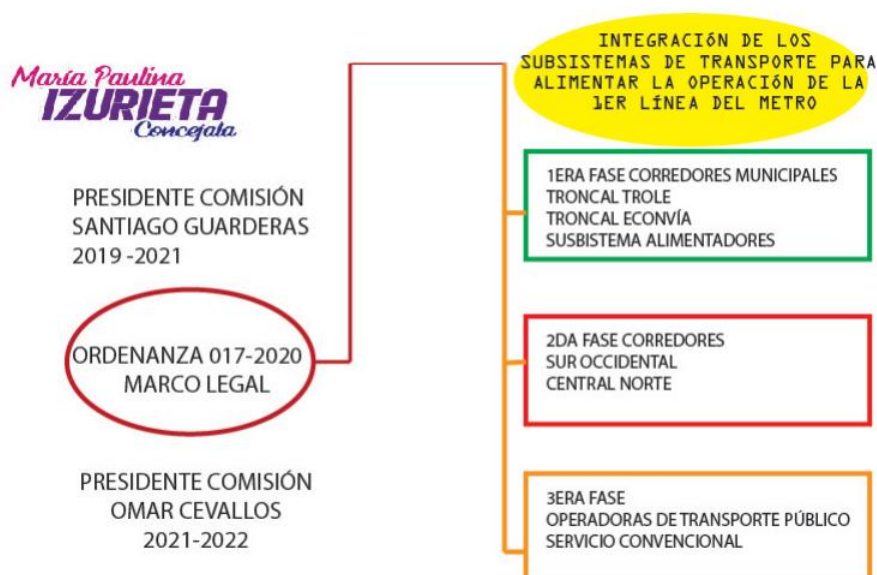 María Paulina
IZURIETA
Concejala
PRESIDENTE COMISIÓN
SANTIAGO GUARDERAS
2019 -2021
ORDENANZA 017-2020
MARCO LEGAL
PRESIDENTE COMISIÓN
OMAR CEVALLOS
2021-2022
INTEGRACIÓN DE LOS
SUBSISTEMAS DE TRANSPORTE PARA
ALIMENTAR LA OPERACIÓN DE LA
1ER LÍNEA DEL METRO
1ERA FASE CORREDORES MUNICIPALES
TRONCAL TROLE
TRONCAL ECONVÍA
SUSBISTEMA ALIMENTADORES
2DA FASE CORREDORES
SUR OCCIDENTAL
CENTRAL NORTE
3ERA FASE
OPERADORAS DE TRANSPORTE PÚBLICO
SERVICIO CONVENCIONAL